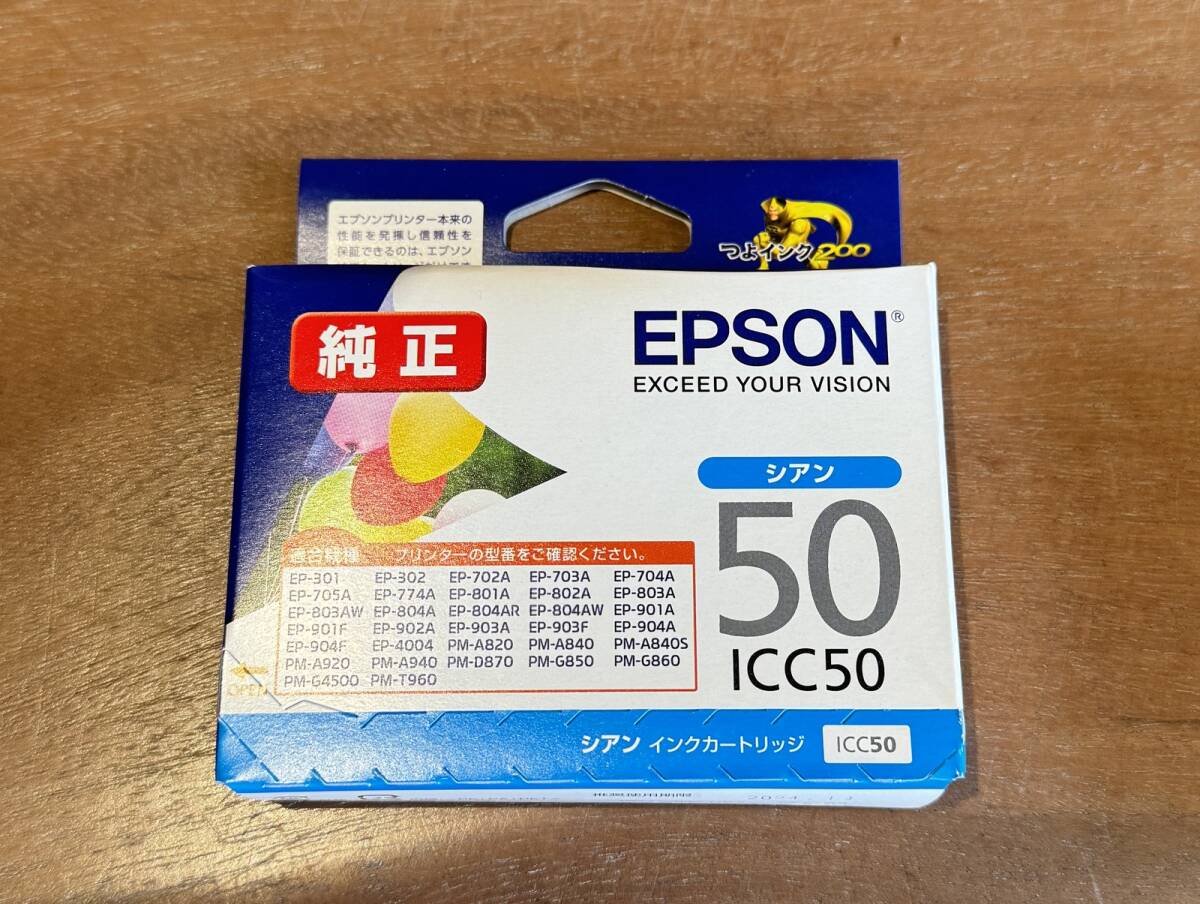 エプソンプリンター本来の
性能を発揮し信頼性を
保証できるのは、エプソン
つよインク200
純正
EPSON®
EXCEED YOUR VISION
シアン
50
ICC50
適合機種 プリンターの型番をご確認ください。
EP-301 EP-302 EP-702A EP-703A EP-704A
EP-705A EP-774A EP-801A EP-802A EP-803A
EP-803AW EP-804A EP-804AR EP-804AW EP-901A
EP-901F EP-902A EP-903A EP-903F EP-904A
EP-904F EP-4004 PM-A820 PM-A840 PM-A840S
PM-A920 PM-A940 PM-D870 PM-G850 PM-G860
PM-G4500 PM-T960
OPEN
シアン インクカートリッジ ICC50
推奨使用期限